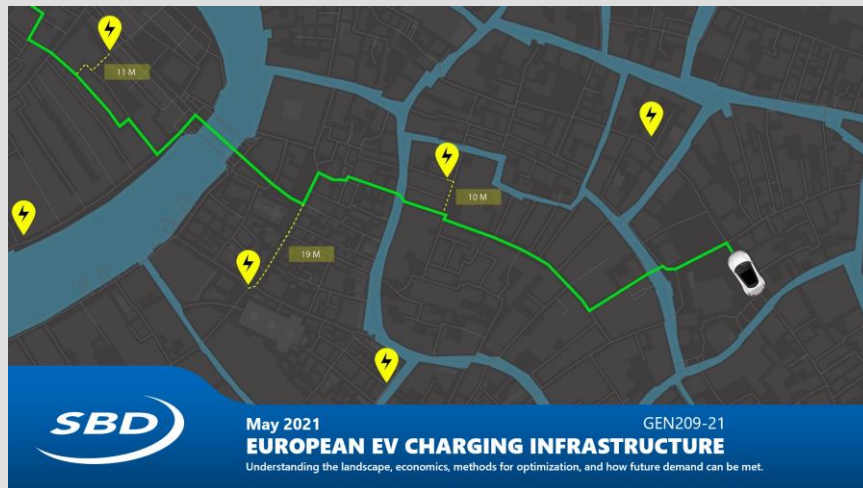 11 M
10 M
19 M
SBD
May 2021
GEN209-21
EUROPEAN EV CHARGING INFRASTRUCTURE
Understanding the landscape, economics, methods for optimization, and how future demand can be met.